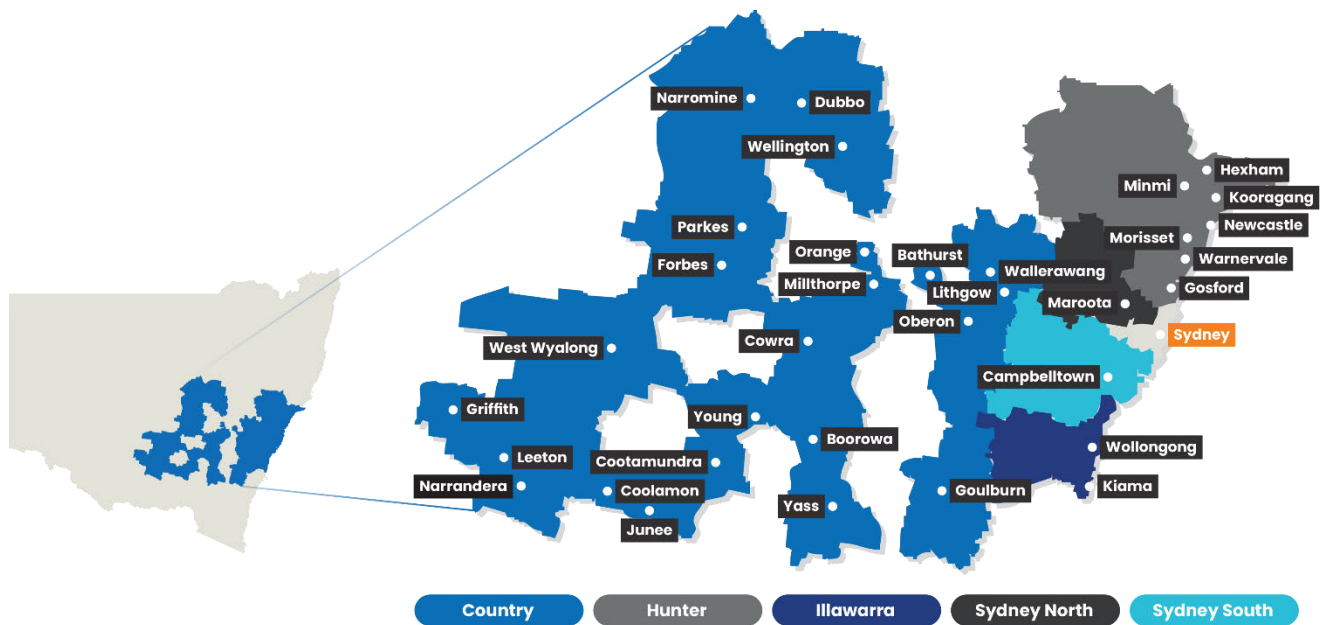 Narromine
Dubbo
Wellington
Hexham
Minmi
Kooragang
Parkes
Newcastle
Morisset
Orange
Bathurst
Warnervale
Forbes
Wallerawang
Millthorpe
Lithgow
Gosford
Maroota
Oberon
Sydney
West Wyalong
Cowra
Campbelltown
Griffith
Young
Boorowa
Wollongong
Leeton
Cootamundra
Narrandera
Coolamon
Goulburn
Kiama
Yass
Junee
Country
Hunter
Illawarra
Sydney North
Sydney South